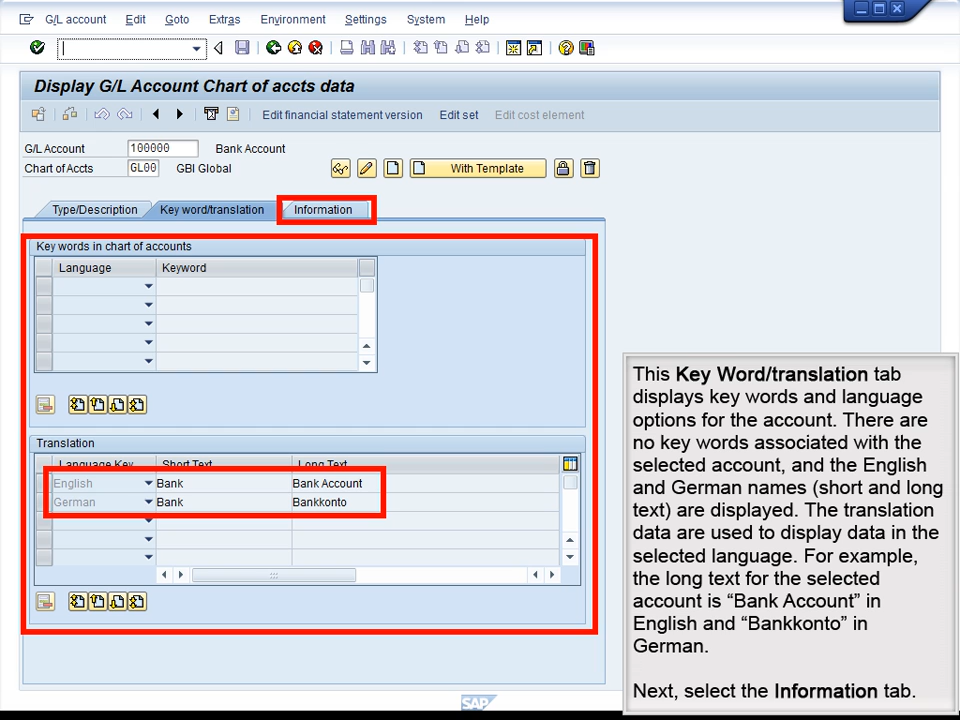 G/L account Edit Goto Extras Environment Settings System Help
Display G/L Account Chart of accts data
Edit financial statement version Edit set Edit cost element
G/L Account 100000 Bank Account
Chart of Accts GL00 GBI Global
With Template
Type/Description Key word/translation Information
Key words in chart of accounts
Language Keyword
Translation
Language Key Short Text Long Text
English Bank Bank Account
German Bank Bankkonto
This Key Word/translation tab
displays key words and language
options for the account. There are
no key words associated with the
selected account, and the English
and German names (short and long
text) are displayed. The translation
data are used to display data in the
selected language. For example,
the long text for the selected
account is “Bank Account” in
English and “Bankkonto” in
German.
Next, select the Information tab.
SAP